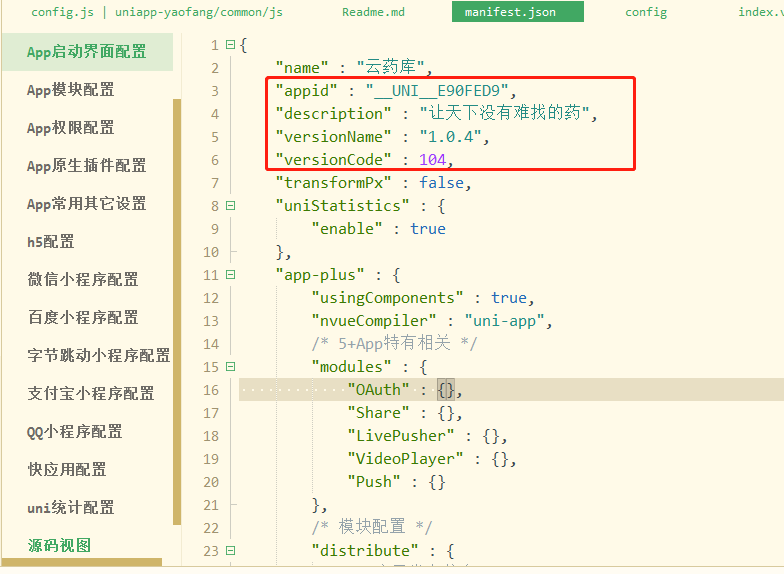 config.js | uniapp-yaofang/common/js Readme.md manifest.json config index.v
App启动界面配置
App模块配置
App权限配置
App原生插件配置
App常用其它设置
h5配置
微信小程序配置
百度小程序配置
字节跳动小程序配置
支付宝小程序配置
QQ小程序配置
快应用配置
uni统计配置
源码视图
1 {
2 "name" : "云药库",
3 "appid" : "__UNI__E90FED9",
4 "description" : "让天下没有难找的药",
5 "versionName" : "1.0.4",
6 "versionCode" : 104,
7 "transformPx" : false,
8 "uniStatistics" : {
9 "enable" : true
10 },
11 "app-plus" : {
12 "usingComponents" : true,
13 "nvueCompiler" : "uni-app",
14 /* 5+App特有相关 */
15 "modules" : {
16 "OAuth" : {},
17 "Share" : {},
18 "LivePusher" : {},
19 "VideoPlayer" : {},
20 "Push" : {}
21 },
22 /* 模块配置 */
23 "distribute" : {